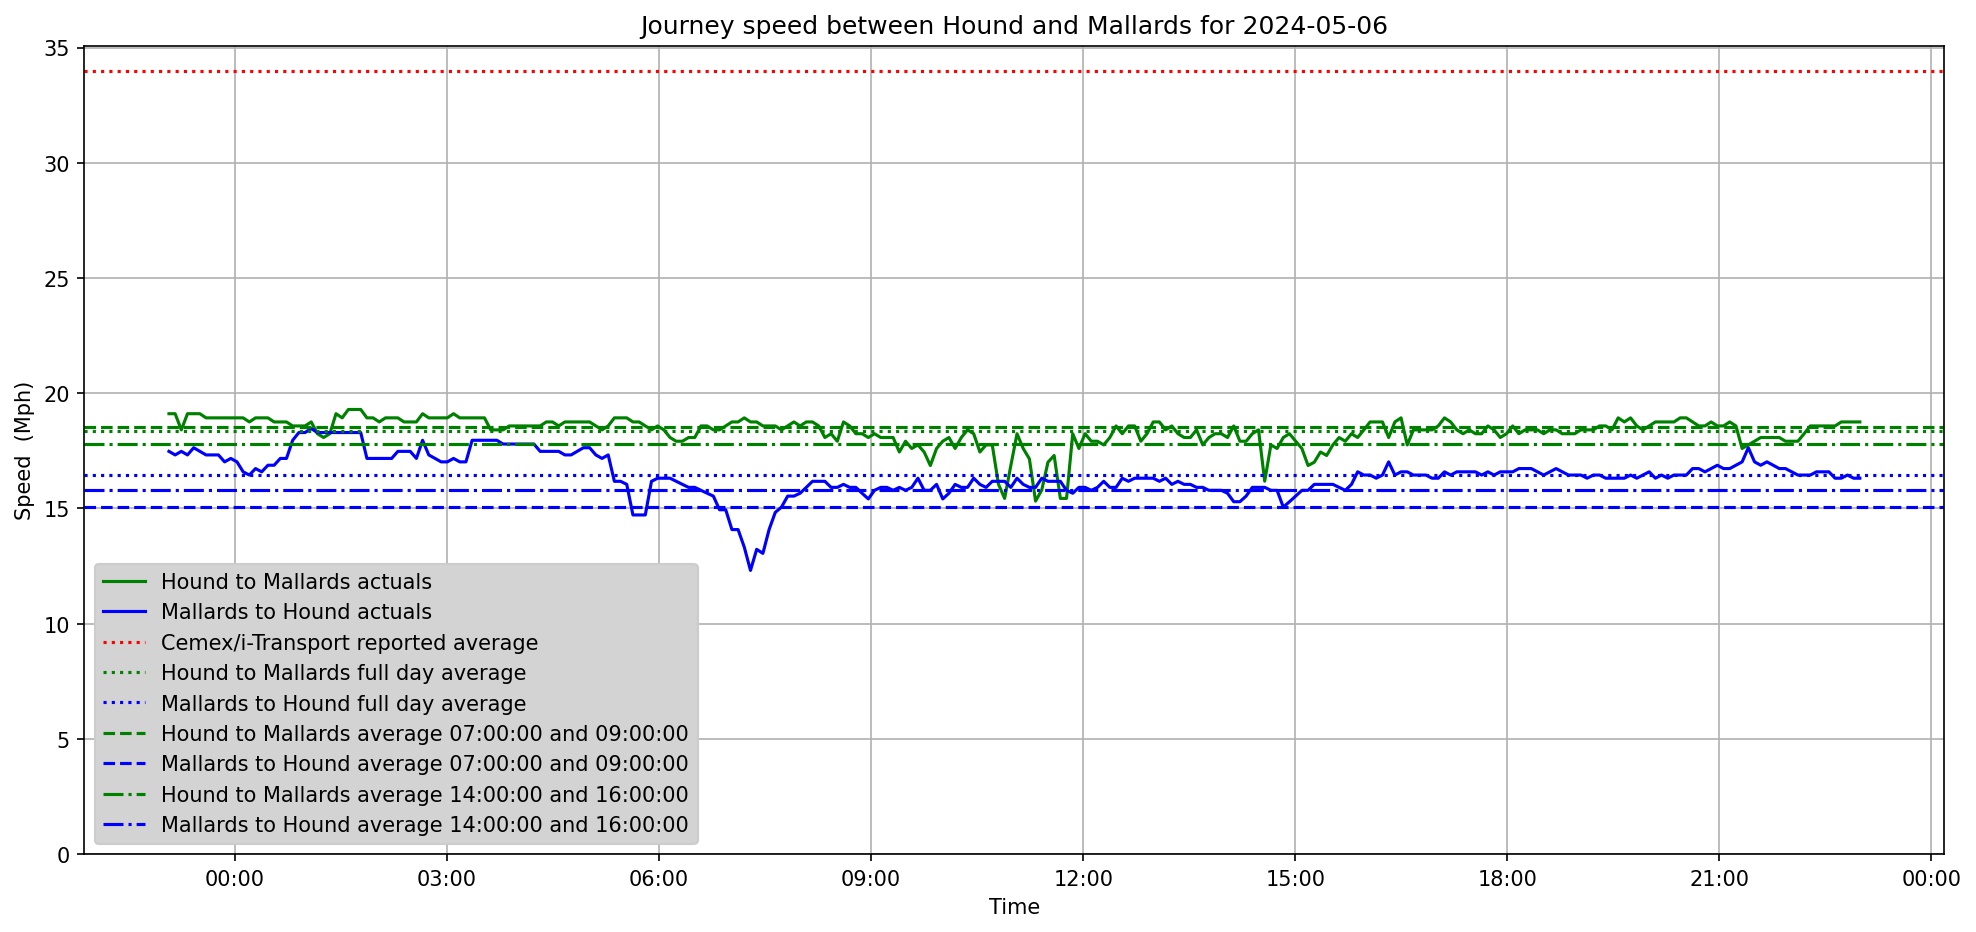 Journey speed between Hound and Mallards for 2024-05-06
35
30
25
20
15
10
5
0
Speed (Mph)
Hound to Mallards actuals
Mallards to Hound actuals
Cemex/i-Transport reported average
Hound to Mallards full day average
Mallards to Hound full day average
Hound to Mallards average 07:00:00 and 09:00:00
Mallards to Hound average 07:00:00 and 09:00:00
Hound to Mallards average 14:00:00 and 16:00:00
Mallards to Hound average 14:00:00 and 16:00:00
00:00 03:00 06:00 09:00 12:00 15:00 18:00 21:00 00:00
Time